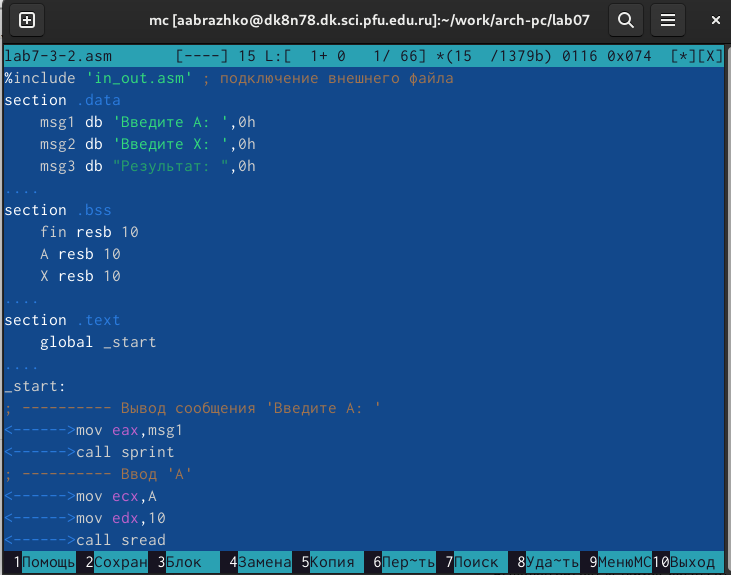 mc [aabrazhko@dk8n78.dk.sci.pfu.edu.ru]:~/work/arch-pc/lab07
lab7-3-2.asm [----] 15 L:[ 1+ 0 1/ 66] *(15 /1379b) 0116 0x074 [*][X]
%include 'in_out.asm' ; подключение внешнего файла
section .data
msg1 db 'Введите A: ',0h
msg2 db 'Введите X: ',0h
msg3 db "Результат: ",0h
....
section .bss
fin resb 10
A resb 10
X resb 10
....
section .text
global _start
....
_start:
; ---------- Вывод сообщения 'Введите A: '
<------>mov eax,msg1
<------>call sprint
; ---------- Ввод 'A'
<------>mov ecx,A
<------>mov edx,10
<------>call sread
1Помощь 2Сохран 3Блок 4Замена 5Копия 6Пер~ть 7Поиск 8Уда~ть 9МенюMC 10Выход